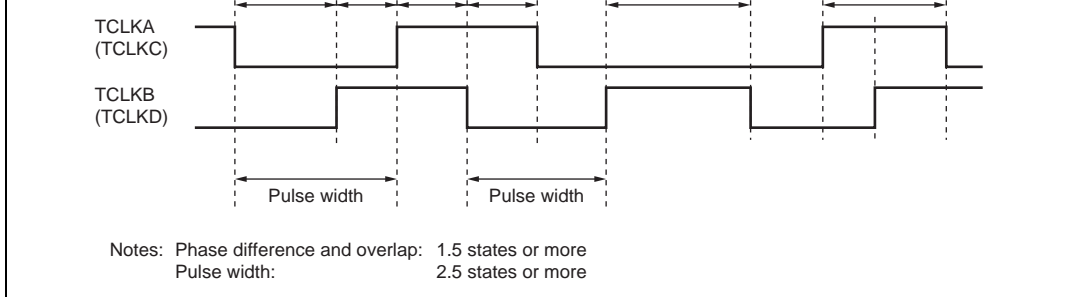 TCLKA
(TCLKC)
TCLKB
(TCLKD)
Pulse width Pulse width
Notes: Phase difference and overlap: 1.5 states or more
Pulse width: 2.5 states or more